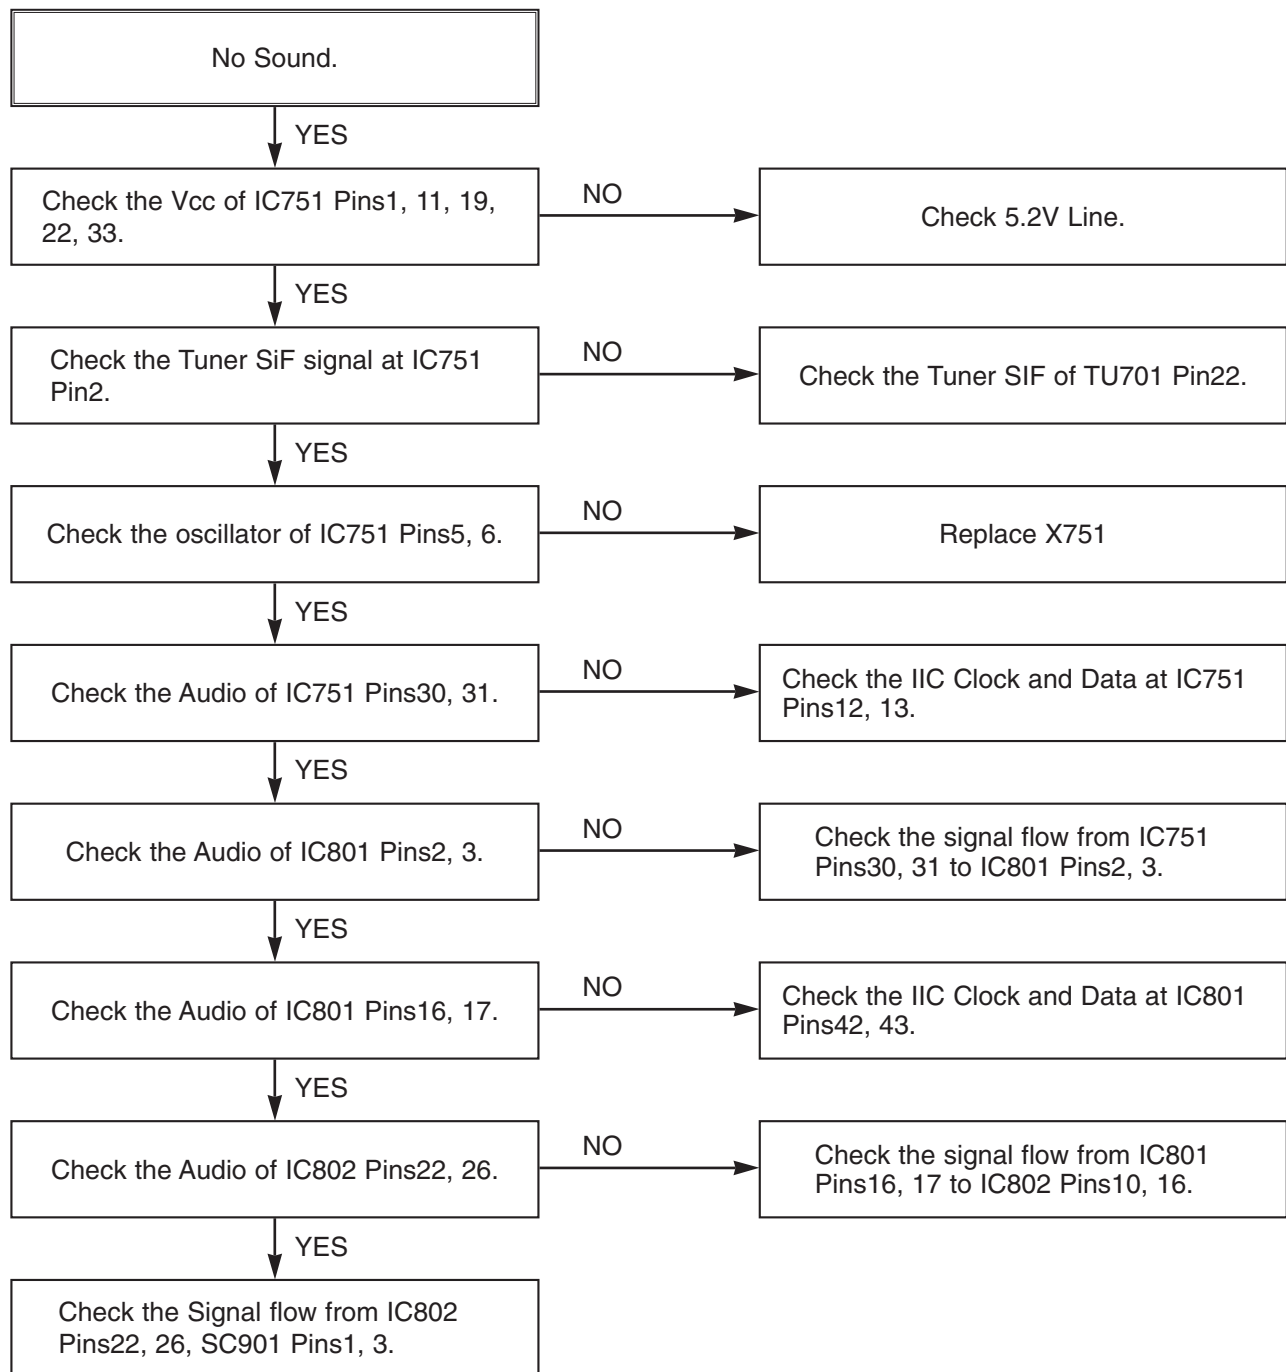 No Sound.
YES
Check the Vcc of IC751 Pins1, 11, 19,
22, 33.
NO
Check 5.2V Line.
YES
Check the Tuner SiF signal at IC751
Pin2.
NO
Check the Tuner SIF of TU701 Pin22.
YES
Check the oscillator of IC751 Pins5, 6.
NO
Replace X751
YES
Check the Audio of IC751 Pins30, 31.
NO
Check the IIC Clock and Data at IC751
Pins12, 13.
YES
Check the Audio of IC801 Pins2, 3.
NO
Check the signal flow from IC751
Pins30, 31 to IC801 Pins2, 3.
YES
Check the Audio of IC801 Pins16, 17.
NO
Check the IIC Clock and Data at IC801
Pins42, 43.
YES
Check the Audio of IC802 Pins22, 26.
NO
Check the signal flow from IC801
Pins16, 17 to IC802 Pins10, 16.
YES
Check the Signal flow from IC802
Pins22, 26, SC901 Pins1, 3.